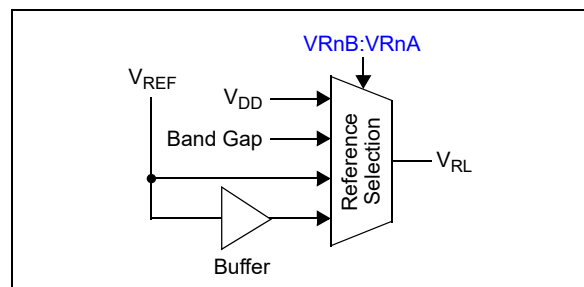 VRnB:VRnA
VREF
VDD
Band Gap
Reference
Selection
VRL
Buffer